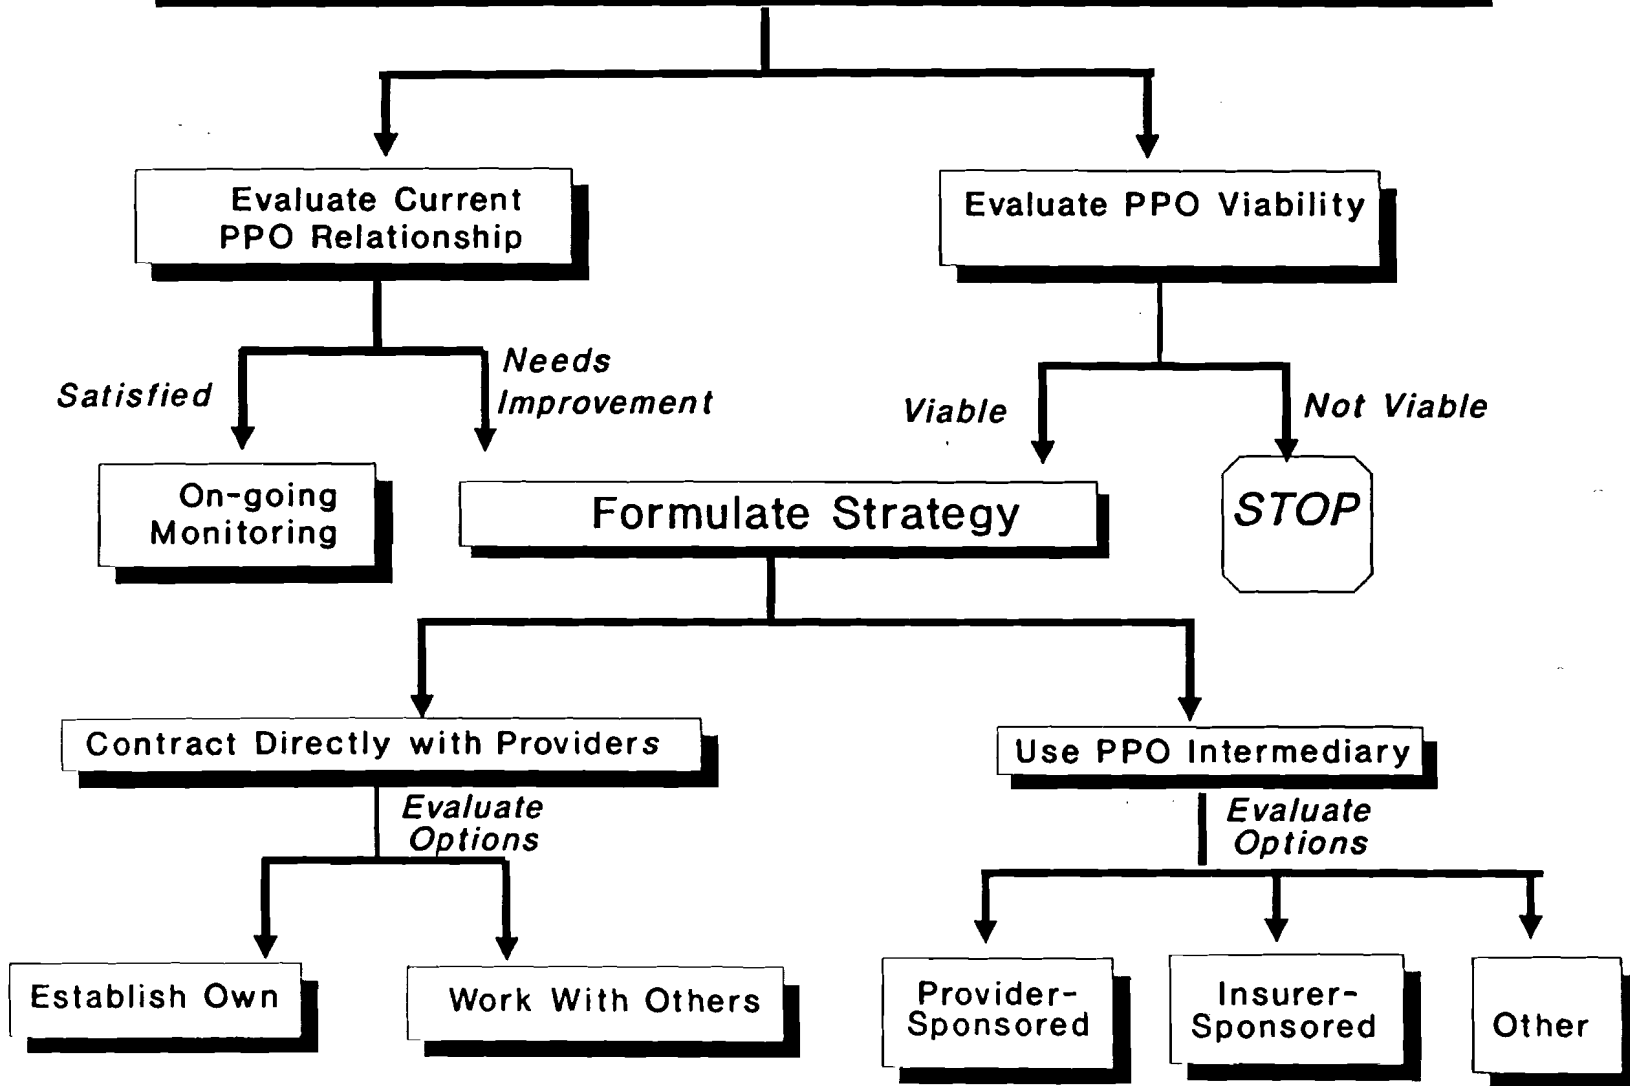 Evaluate Current
PPO Relationship
Evaluate PPO Viability
Satisfied
Needs
Improvement
Viable
Not Viable
On-going
Monitoring
Formulate Strategy
STOP
Contract Directly with Providers
Use PPO Intermediary
Evaluate
Options
Evaluate
Options
Establish Own
Work With Others
Provider-
Sponsored
Insurer-
Sponsored
Other